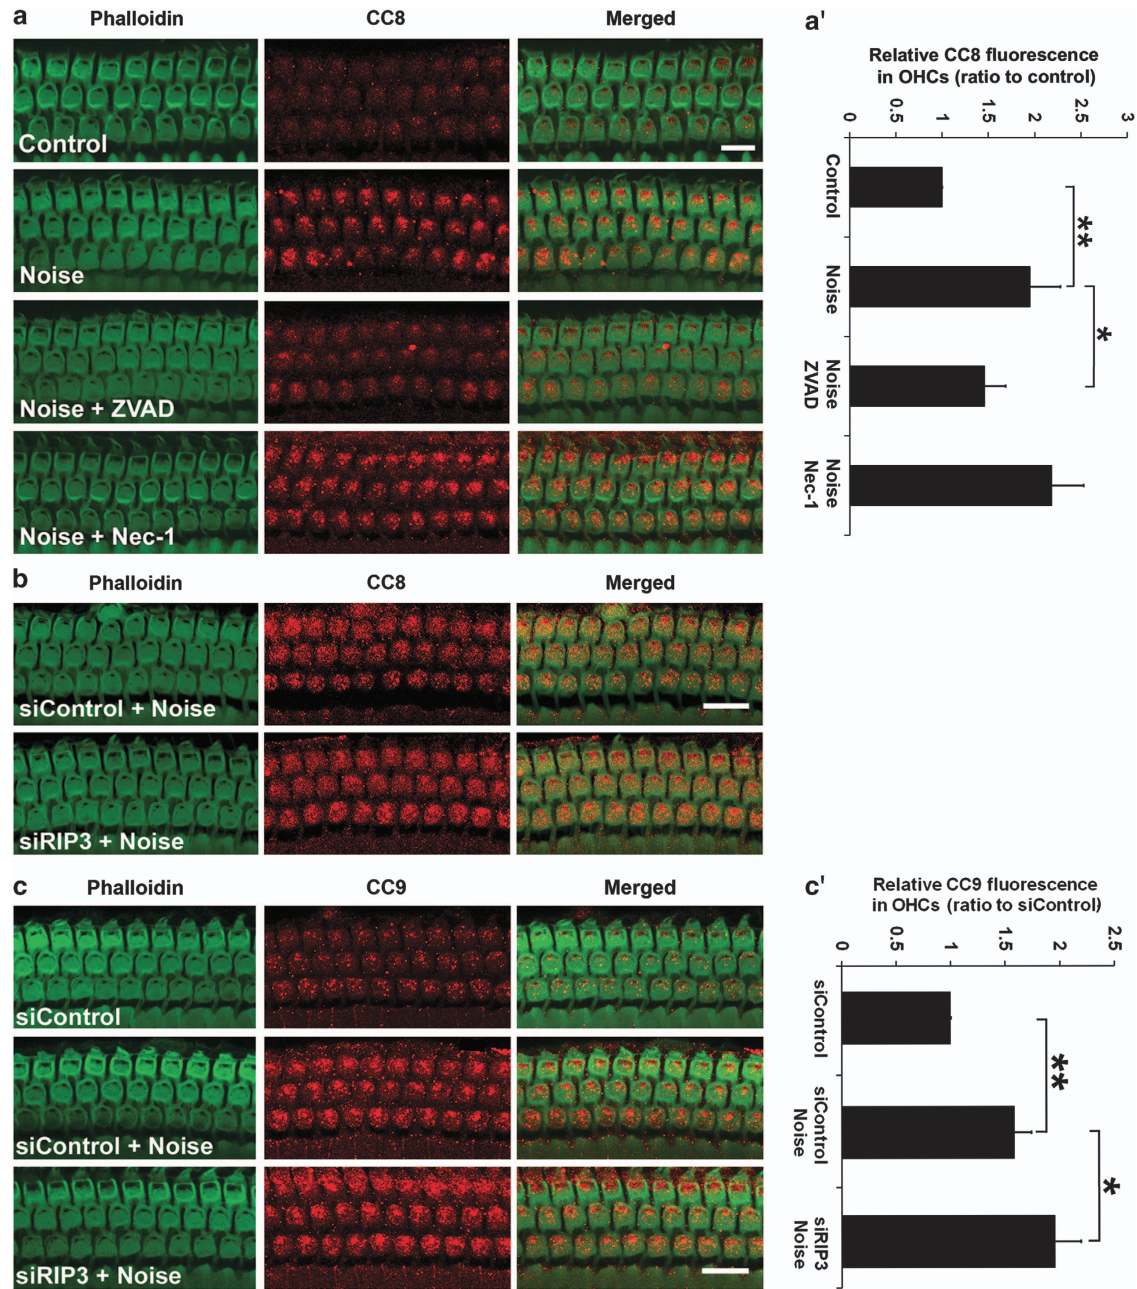 a
Phalloidin
CC8
Merged
Control
Noise
Noise + ZVAD
Noise + Nec-1
a'
Relative CC8 fluorescence
in OHCs (ratio to control)
0
0.5
1
1.5
2
2.5
3
Control
Noise
Noise
ZVAD
Noise
Nec-1
**
*
b
Phalloidin
CC8
Merged
siControl + Noise
siRIP3 + Noise
c
Phalloidin
CC9
Merged
siControl
siControl + Noise
siRIP3 + Noise
c'
Relative CC9 fluorescence
in OHCs (ratio to siControl)
0
0.5
1
1.5
2
2.5
siControl
siControl
Noise
siRIP3
Noise
**
*